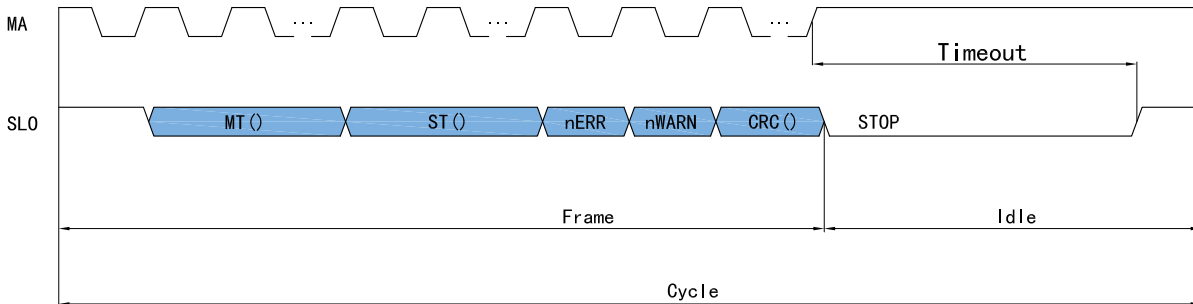 MA
... ... ...
Timeout
SLO MT() ST() nERR nWARN CRC() STOP
Frame Idle
Cycle